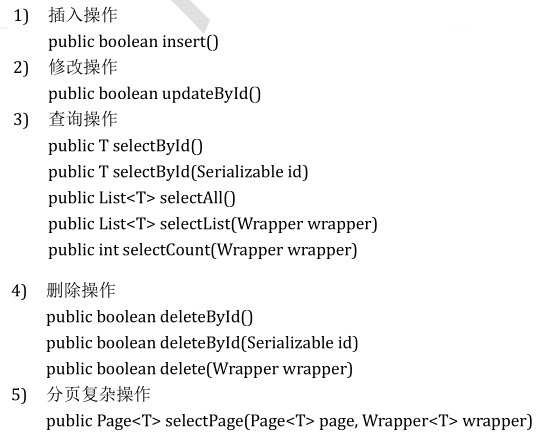 1) 插入操作
public boolean insert()
2) 修改操作
public boolean updateById()
3) 查询操作
public T selectById()
public T selectById(Serializable id)
public List<T> selectAll()
public List<T> selectList(Wrapper wrapper)
public int selectCount(Wrapper wrapper)
4) 删除操作
public boolean deleteById()
public boolean deleteById(Serializable id)
public boolean delete(Wrapper wrapper)
5) 分页复杂操作
public Page<T> selectPage(Page<T> page, Wrapper<T> wrapper)